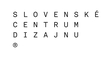 SLOVENSKÉ
CENTRUM
DIZAJNU
®